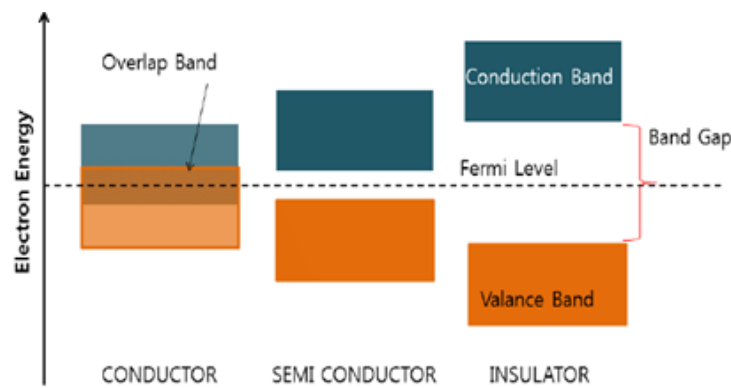 Overlap Band
Conduction Band
Band Gap
Fermi Level
Electron Energy
Valance Band
CONDUCTOR
SEMI CONDUCTOR
INSULATOR